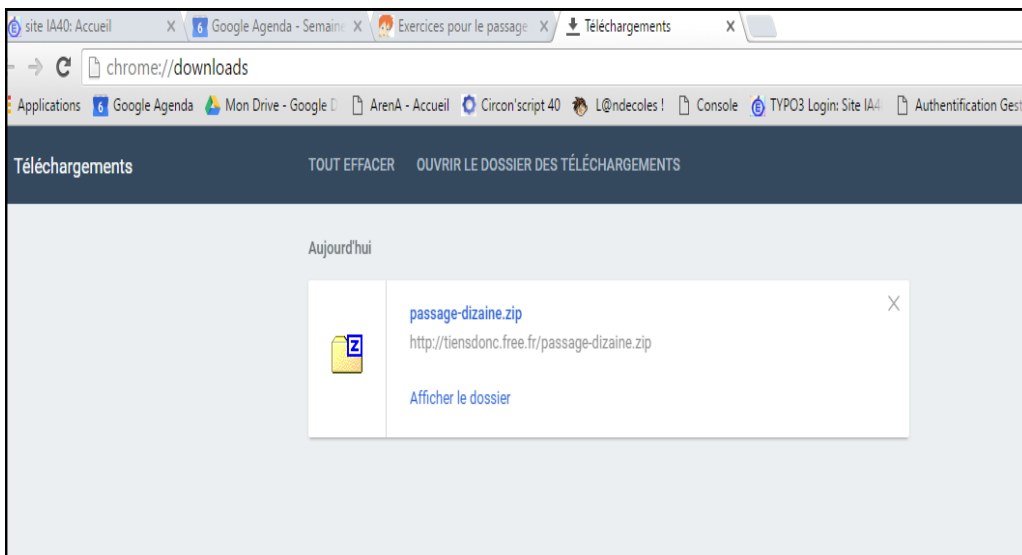 site IA40: Accueil
6 Google Agenda - Semaine
Exercices pour le passage
Téléchargements
chrome://downloads
Applications
6 Google Agenda
Mon Drive - Google D
ArenA - Accueil
Circon'script 40
L@ndecoles !
Console
TYPO3 Login: Site IA4
Authentification Gest
Téléchargements
TOUT EFFACER
OUVRIR LE DOSSIER DES TÉLÉCHARGEMENTS
Aujourd'hui
Z
passage-dizaine.zip
http://tiensdonc.free.fr/passage-dizaine.zip
Afficher le dossier